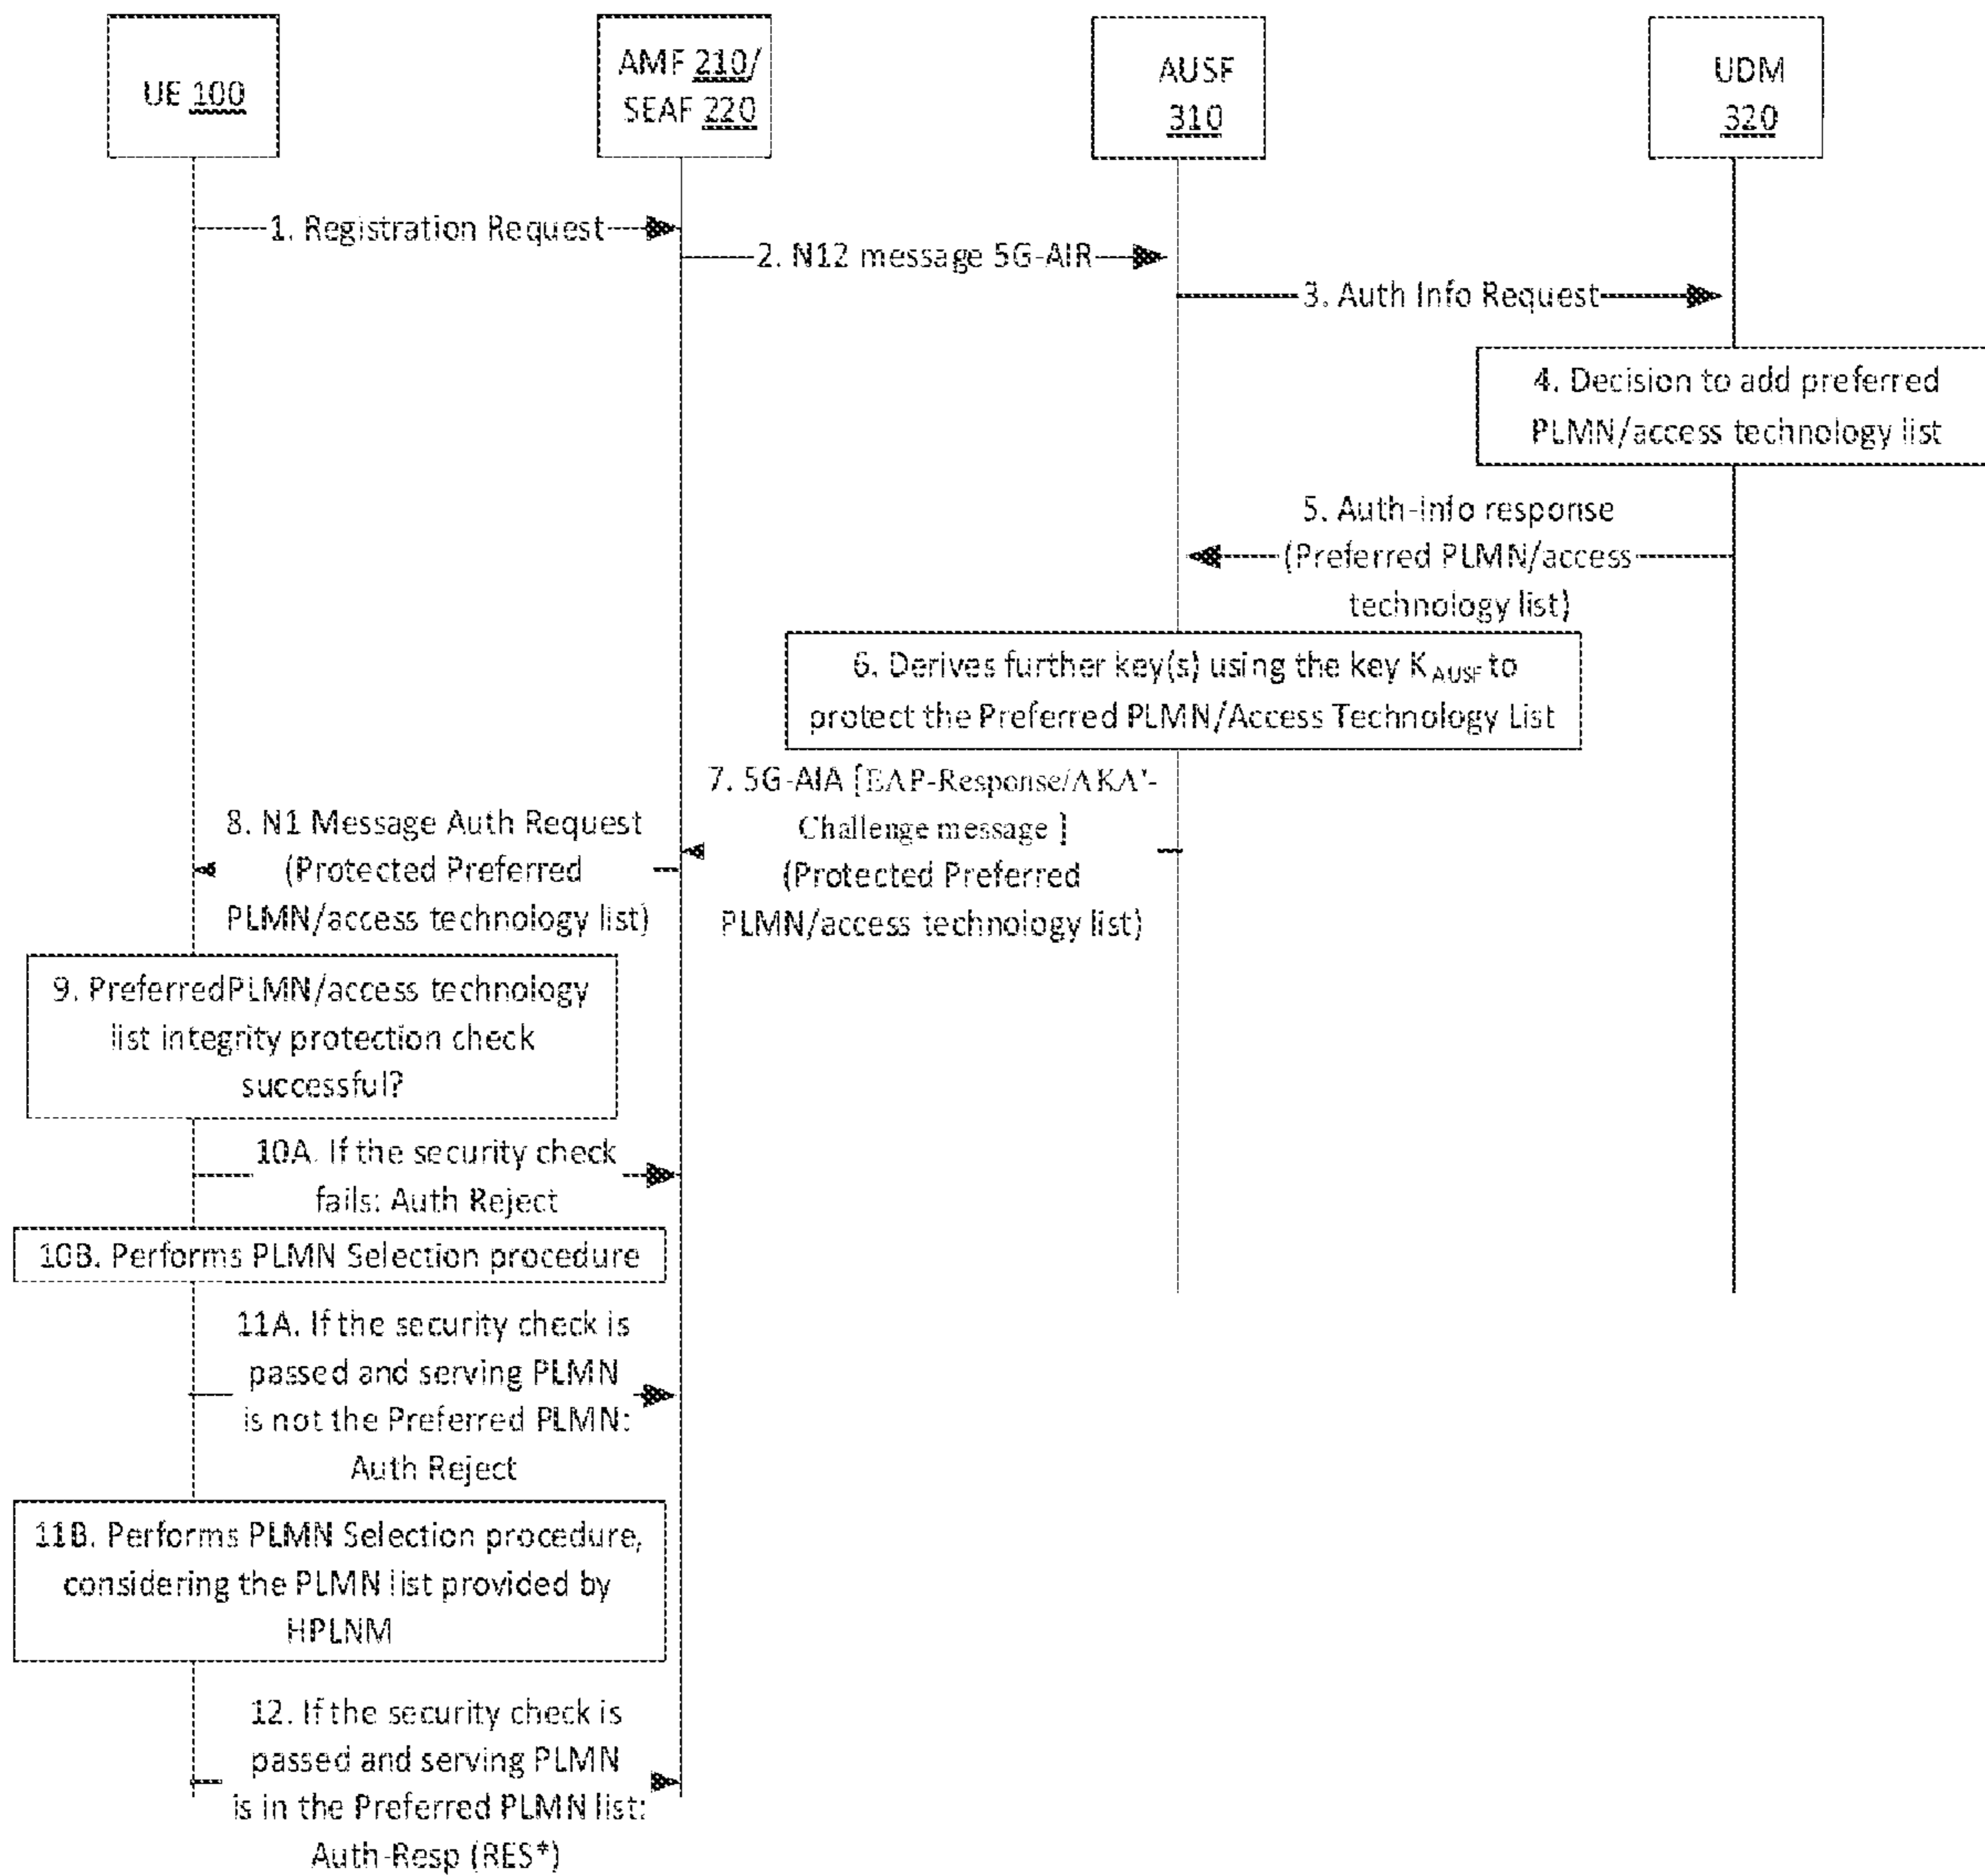 UE 100
AMF 210/
SEAF 220
AUSF
310
UDM
320
1. Registration Request
2. N12 message 5G-AIR
3. Auth Info Request
4. Decision to add preferred
PLMN/access technology list
5. Auth-info response
(Preferred PLMN/access
technology list)
6. Derives further key(s) using the key KAUSF to
protect the Preferred PLMN/Access Technology List
7. 5G-AIA [EAP-Response/AKA'-
Challenge message ]
(Protected Preferred
PLMN/access technology list)
8. N1 Message Auth Request
(Protected Preferred
PLMN/access technology list)
9. PreferredPLMN/access technology
list integrity protection check
successful?
10A. If the security check
fails: Auth Reject
10B. Performs PLMN Selection procedure
11A. If the security check is
passed and serving PLMN
is not the Preferred PLMN:
Auth Reject
11B. Performs PLMN Selection procedure,
considering the PLMN list provided by
HPLNM
12. If the security check is
passed and serving PLMN
is in the Preferred PLMN list:
Auth-Resp (RES*)